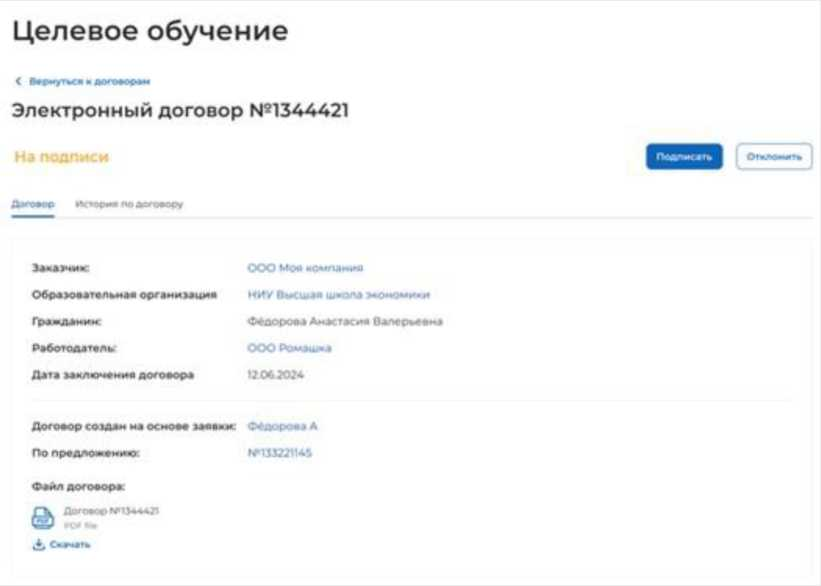 Целевое обучение
Вернуться к договорам
Электронный договор №1344421
На подписи
Подписать
Отклонить
Договор
История по договору
Заказчик: ООО Моя компания
Образовательная организация НИУ Высшая школа экономики
Гражданин: Фёдорова Анастасия Валерьевна
Работодатель: ООО Ромашка
Дата заключения договора 12.06.2024
Договор создан на основе заявки: Фёдорова А
По предложению: №133221145
Файл договора:
Договор №1344421
PDF
PDF file
Скачать